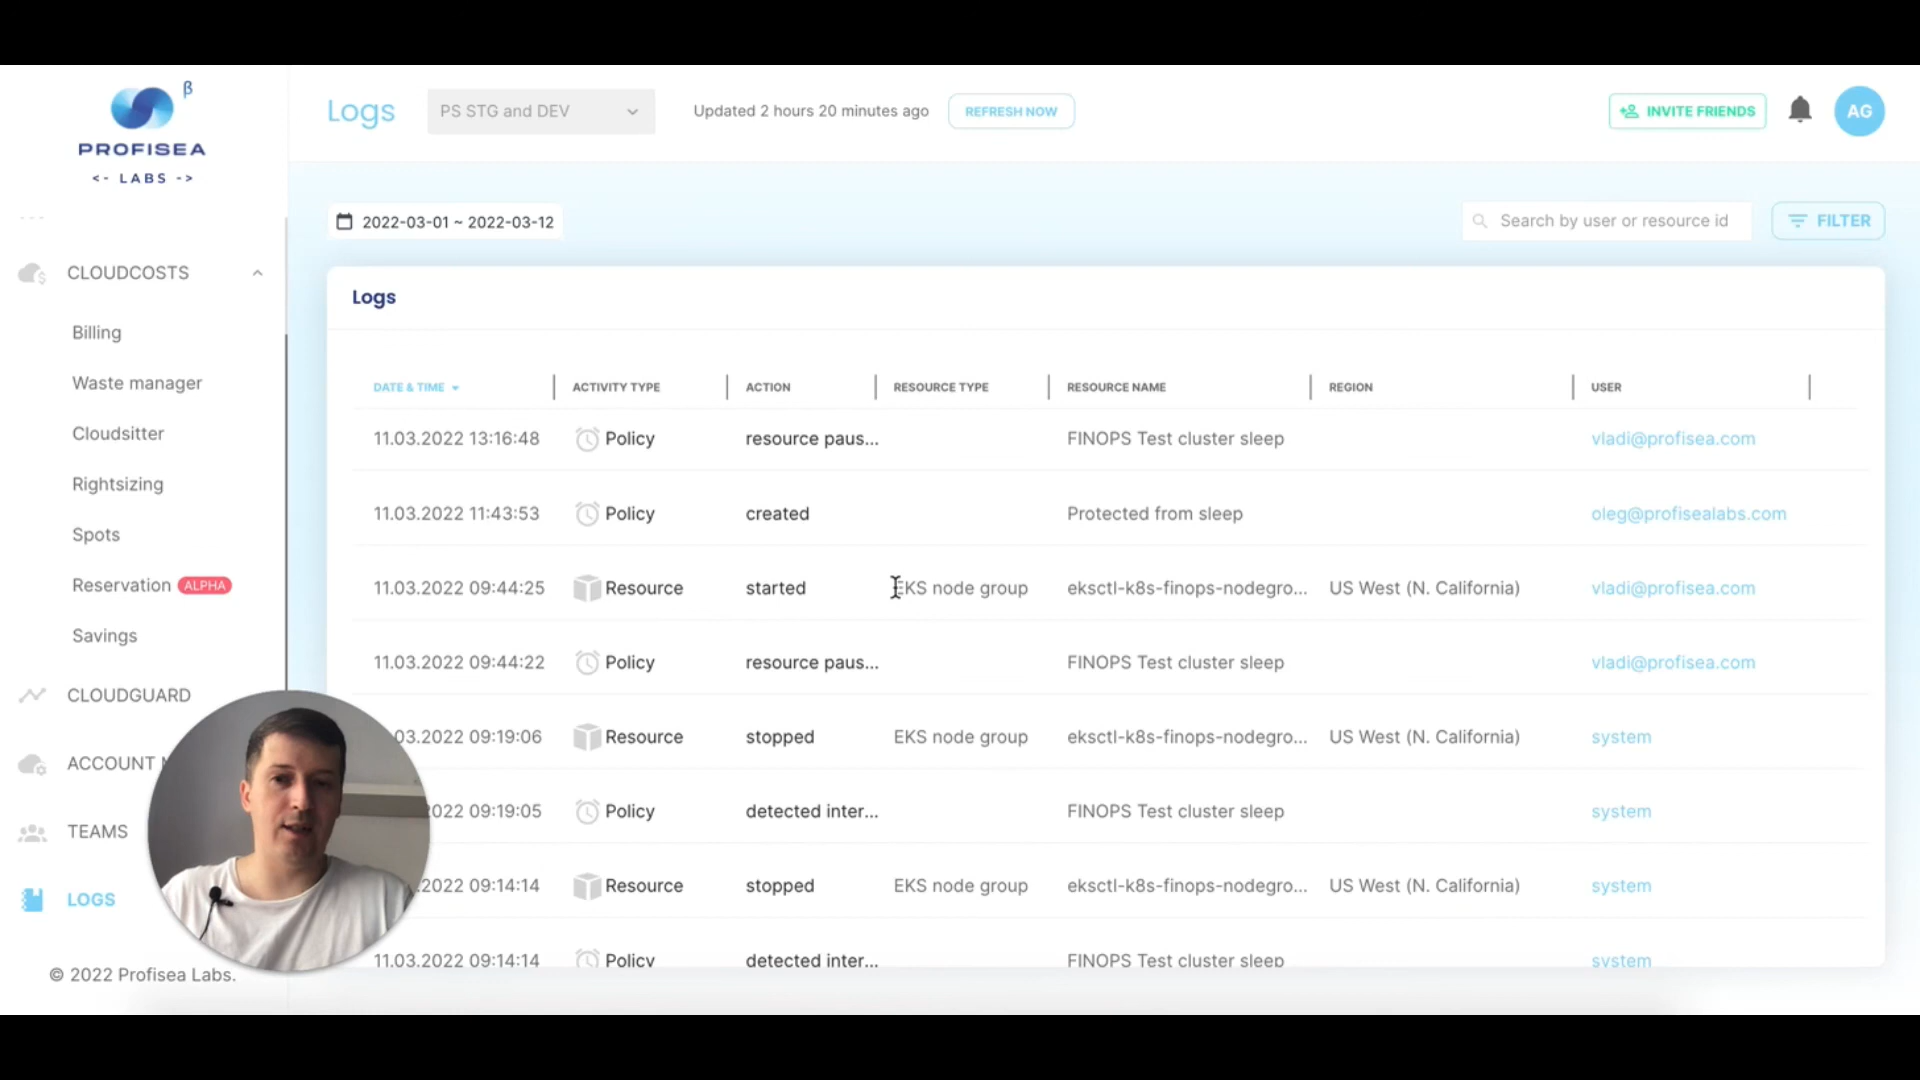 β
PROFISEA
<- LABS ->
Logs
PS STG and DEV
Updated 2 hours 20 minutes ago
REFRESH NOW
INVITE FRIENDS
AG
2022-03-01 ~ 2022-03-12
Search by user or resource id
FILTER
CLOUDCOSTS
Billing
Waste manager
Cloudsitter
Rightsizing
Spots
Reservation ALPHA
Savings
CLOUDGUARD
ACCOUNT
TEAMS
LOGS
© 2022 Profisea Labs.
Logs
DATE & TIME ACTIVITY TYPE ACTION RESOURCE TYPE RESOURCE NAME REGION USER
11.03.2022 13:16:48 Policy resource paus... FINOPS Test cluster sleep vladi@profisea.com
11.03.2022 11:43:53 Policy created Protected from sleep oleg@profisealabs.com
11.03.2022 09:44:25 Resource started EKS node group eksctl-k8s-finops-nodegro... US West (N. California) vladi@profisea.com
11.03.2022 09:44:22 Policy resource paus... FINOPS Test cluster sleep vladi@profisea.com
03.2022 09:19:06 Resource stopped EKS node group eksctl-k8s-finops-nodegro... US West (N. California) system
2022 09:19:05 Policy detected inter... FINOPS Test cluster sleep system
2022 09:14:14 Resource stopped EKS node group eksctl-k8s-finops-nodegro... US West (N. California) system
11.03.2022 09:14:14 Policy detected inter... FINOPS Test cluster sleep system